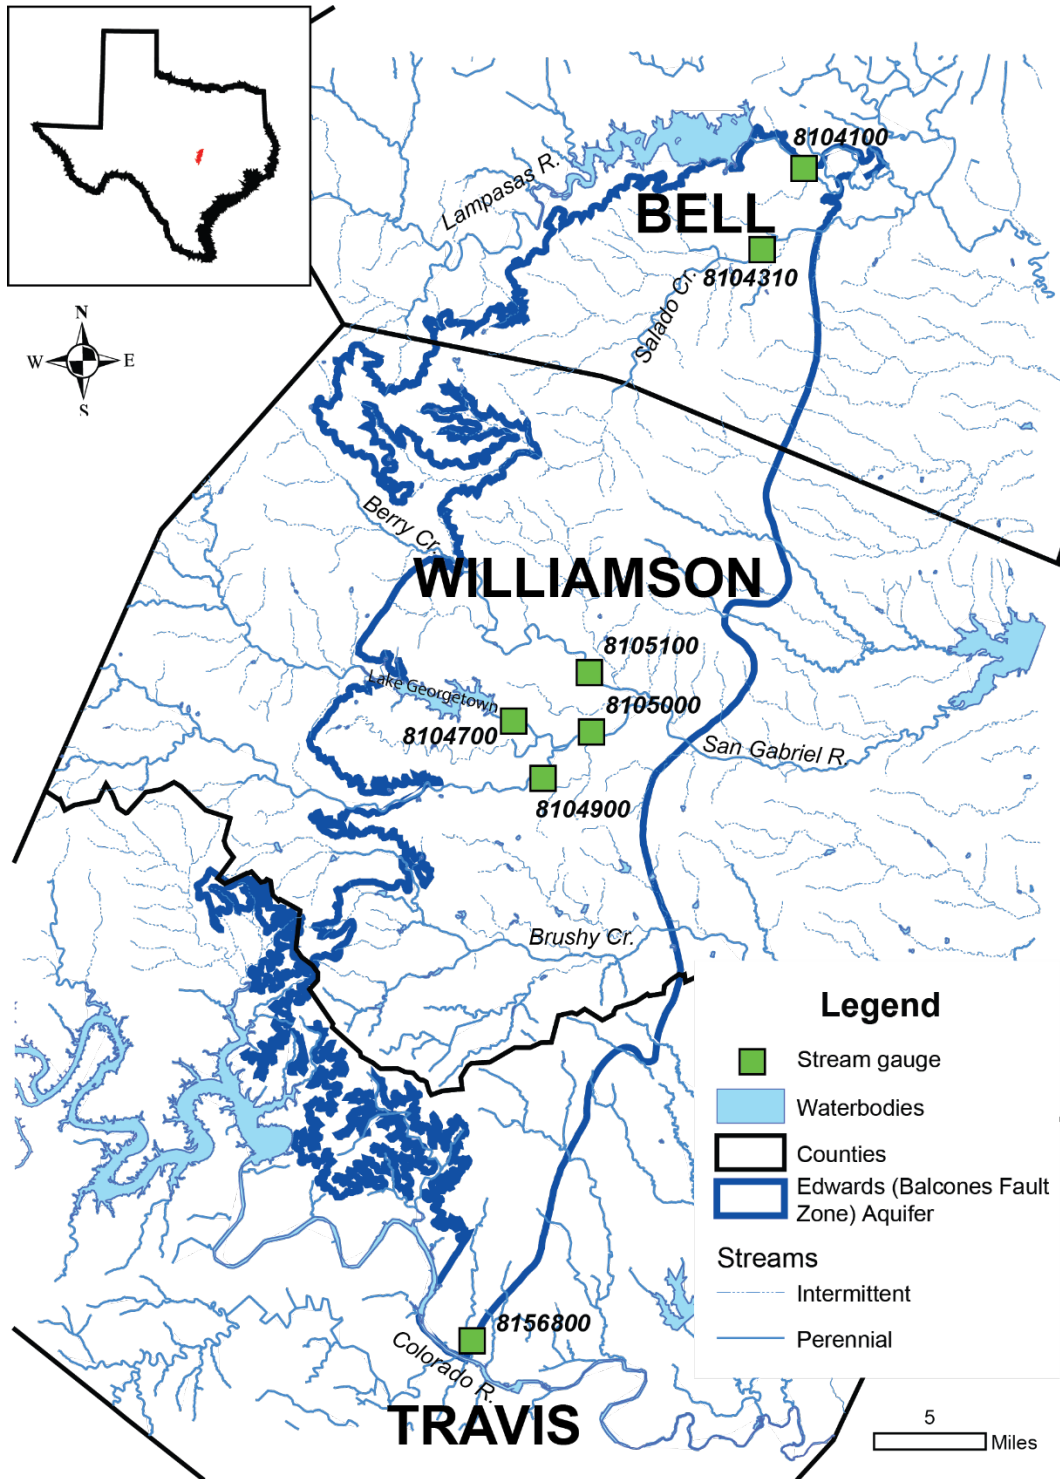 N
W E
S
8104100
Lampasas R.
BELL
8104310
Salado Cr.
Berry Cr.
WILLIAMSON
8105100
Lake Georgetown
8105000
8104700
San Gabriel R.
8104900
Brushy Cr.
Legend
Stream gauge
Waterbodies
Counties
Edwards (Balcones Fault
Zone) Aquifer
Streams
Intermittent
Perennial
8156800
Colorado R.
TRAVIS
5
Miles